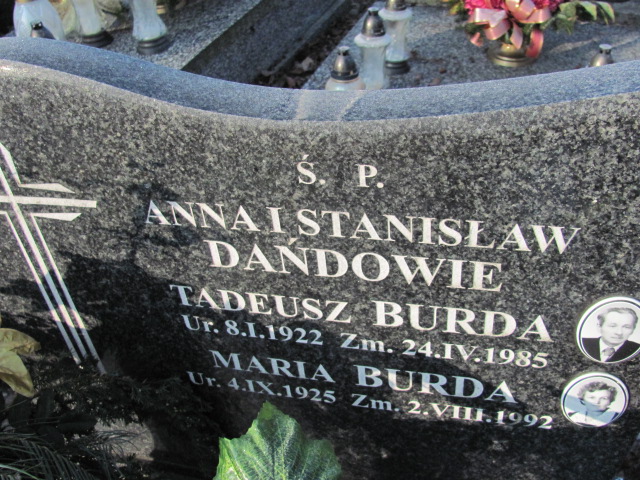 Ś. P.
ANNA I STANISŁAW
DAŃDOWIE
TADEUSZ BURDA
Ur. 8.I.1922 Zm. 24.IV.1985
MARIA BURDA
Ur. 4.IX.1925 Zm. 2.VIII.1992